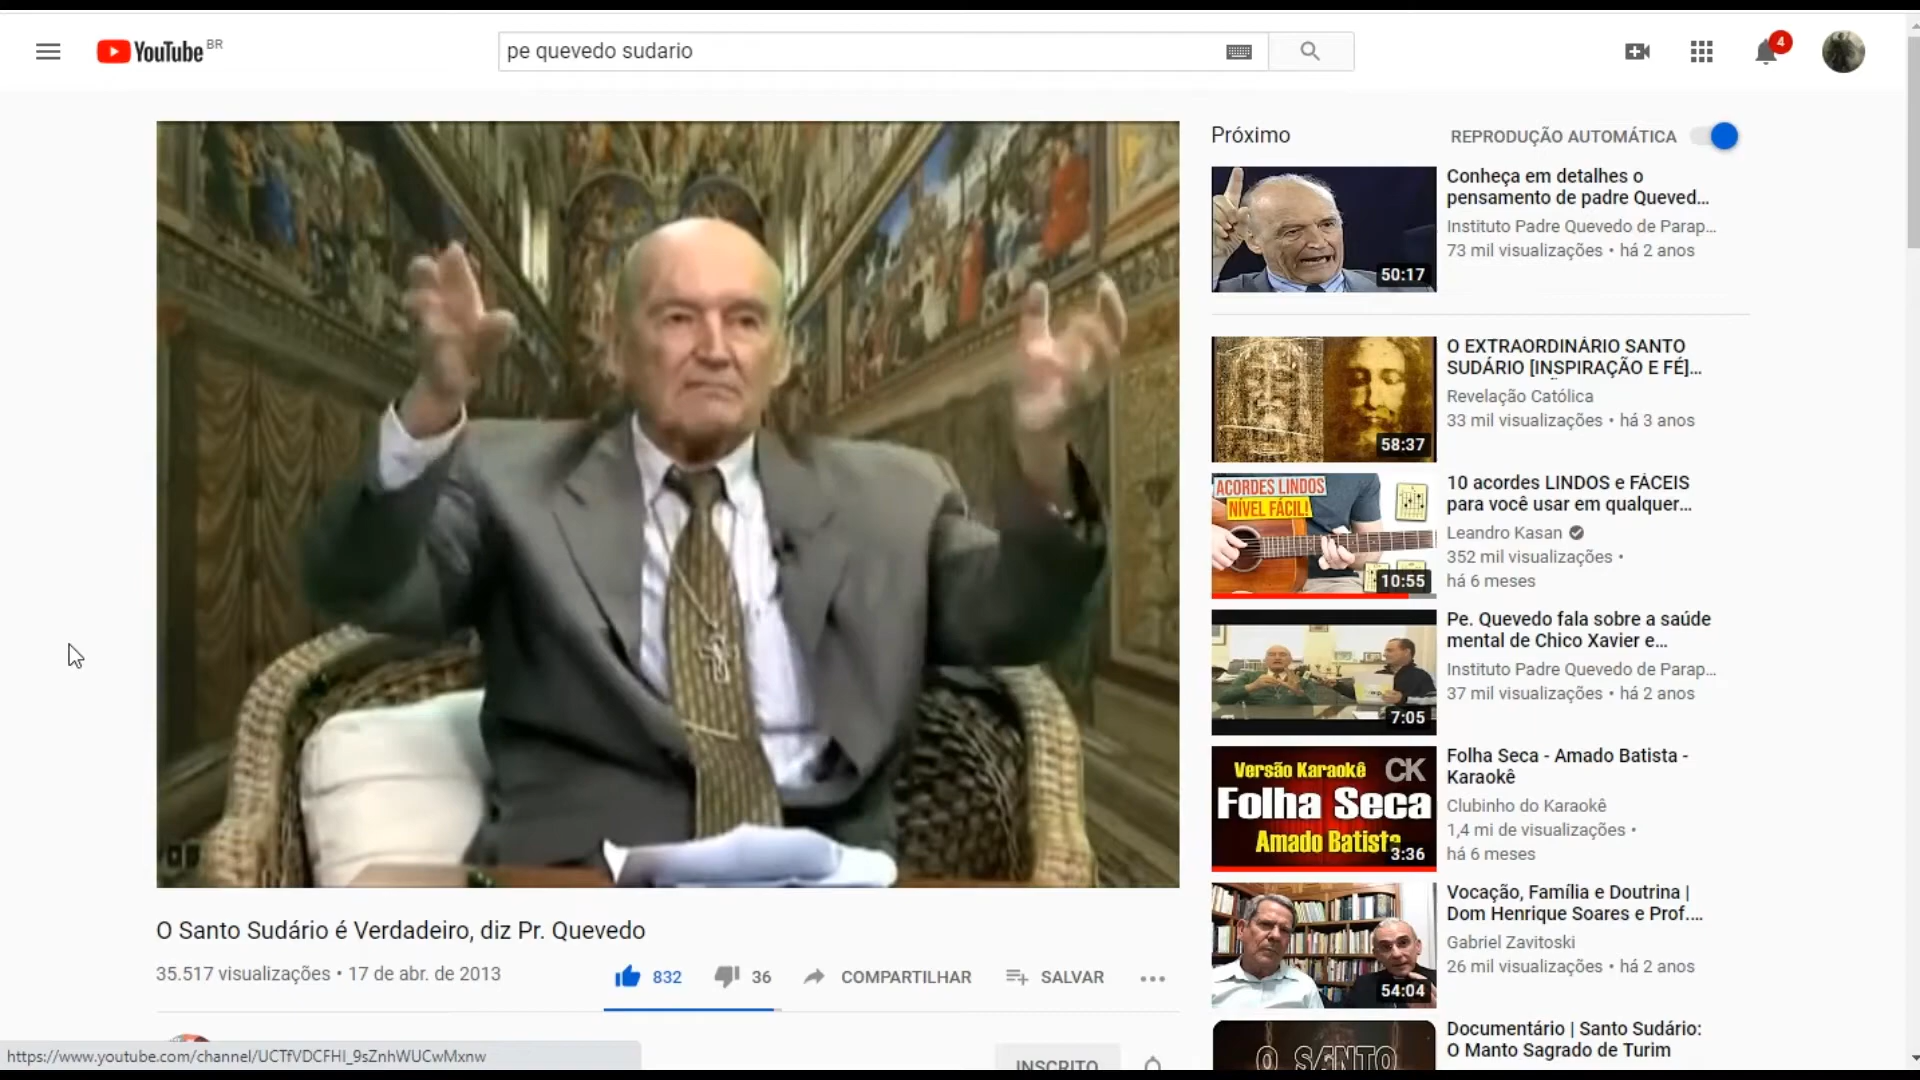 YouTube BR
pe quevedo sudario
4
Próximo
REPRODUÇÃO AUTOMÁTICA
50:17
Conheça em detalhes o
pensamento de padre Queved...
Instituto Padre Quevedo de Parap...
73 mil visualizações • há 2 anos
58:37
O EXTRAORDINÁRIO SANTO
SUDÁRIO [INSPIRAÇÃO E FÉ]...
Revelação Católica
33 mil visualizações • há 3 anos
ACORDES LINDOS
NÍVEL FÁCIL!
10:55
10 acordes LINDOS e FÁCEIS
para você usar em qualquer...
Leandro Kasan
352 mil visualizações •
há 6 meses
7:05
Pe. Quevedo fala sobre a saúde
mental de Chico Xavier e...
Instituto Padre Quevedo de Parap...
37 mil visualizações • há 2 anos
Versão Karaokê CK
Folha Seca
Amado Batista
3:36
Folha Seca - Amado Batista -
Karaokê
Clubinho do Karaokê
1,4 mi de visualizações •
há 6 meses
54:04
Vocação, Família e Doutrina |
Dom Henrique Soares e Prof....
Gabriel Zavitoski
26 mil visualizações • há 2 anos
O SANTO
Documentário | Santo Sudário:
O Manto Sagrado de Turim
O Santo Sudário é Verdadeiro, diz Pr. Quevedo
35.517 visualizações • 17 de abr. de 2013
832
36
COMPARTILHAR
SALVAR
INSCRITO
https://www.youtube.com/channel/UCTfVDCFHI_9sZnhWUCwMxnw